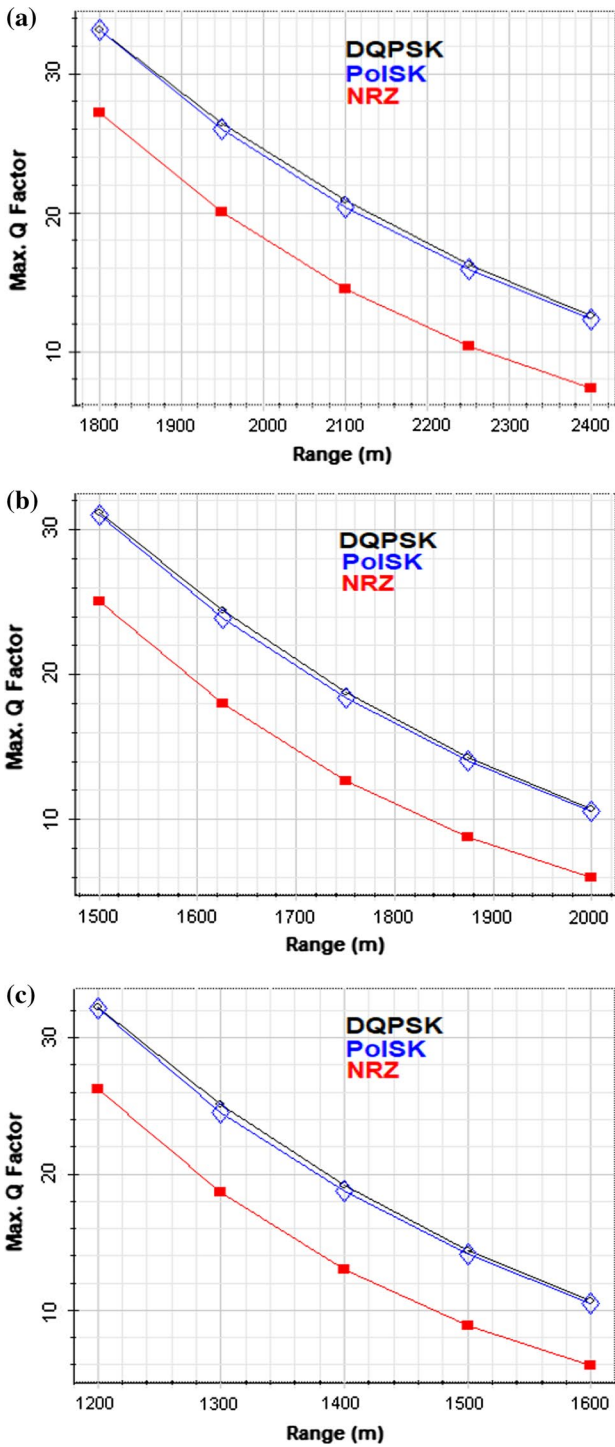 (a)
DQPSK
PolSK
NRZ
30
20
10
Max. Q Factor
1800 1900 2000 2100 2200 2300 2400
Range (m)
(b)
DQPSK
PolSK
NRZ
30
20
10
Max. Q Factor
1500 1600 1700 1800 1900 2000
Range (m)
(c)
DQPSK
PolSK
NRZ
30
20
10
Max. Q Factor
1200 1300 1400 1500 1600
Range (m)